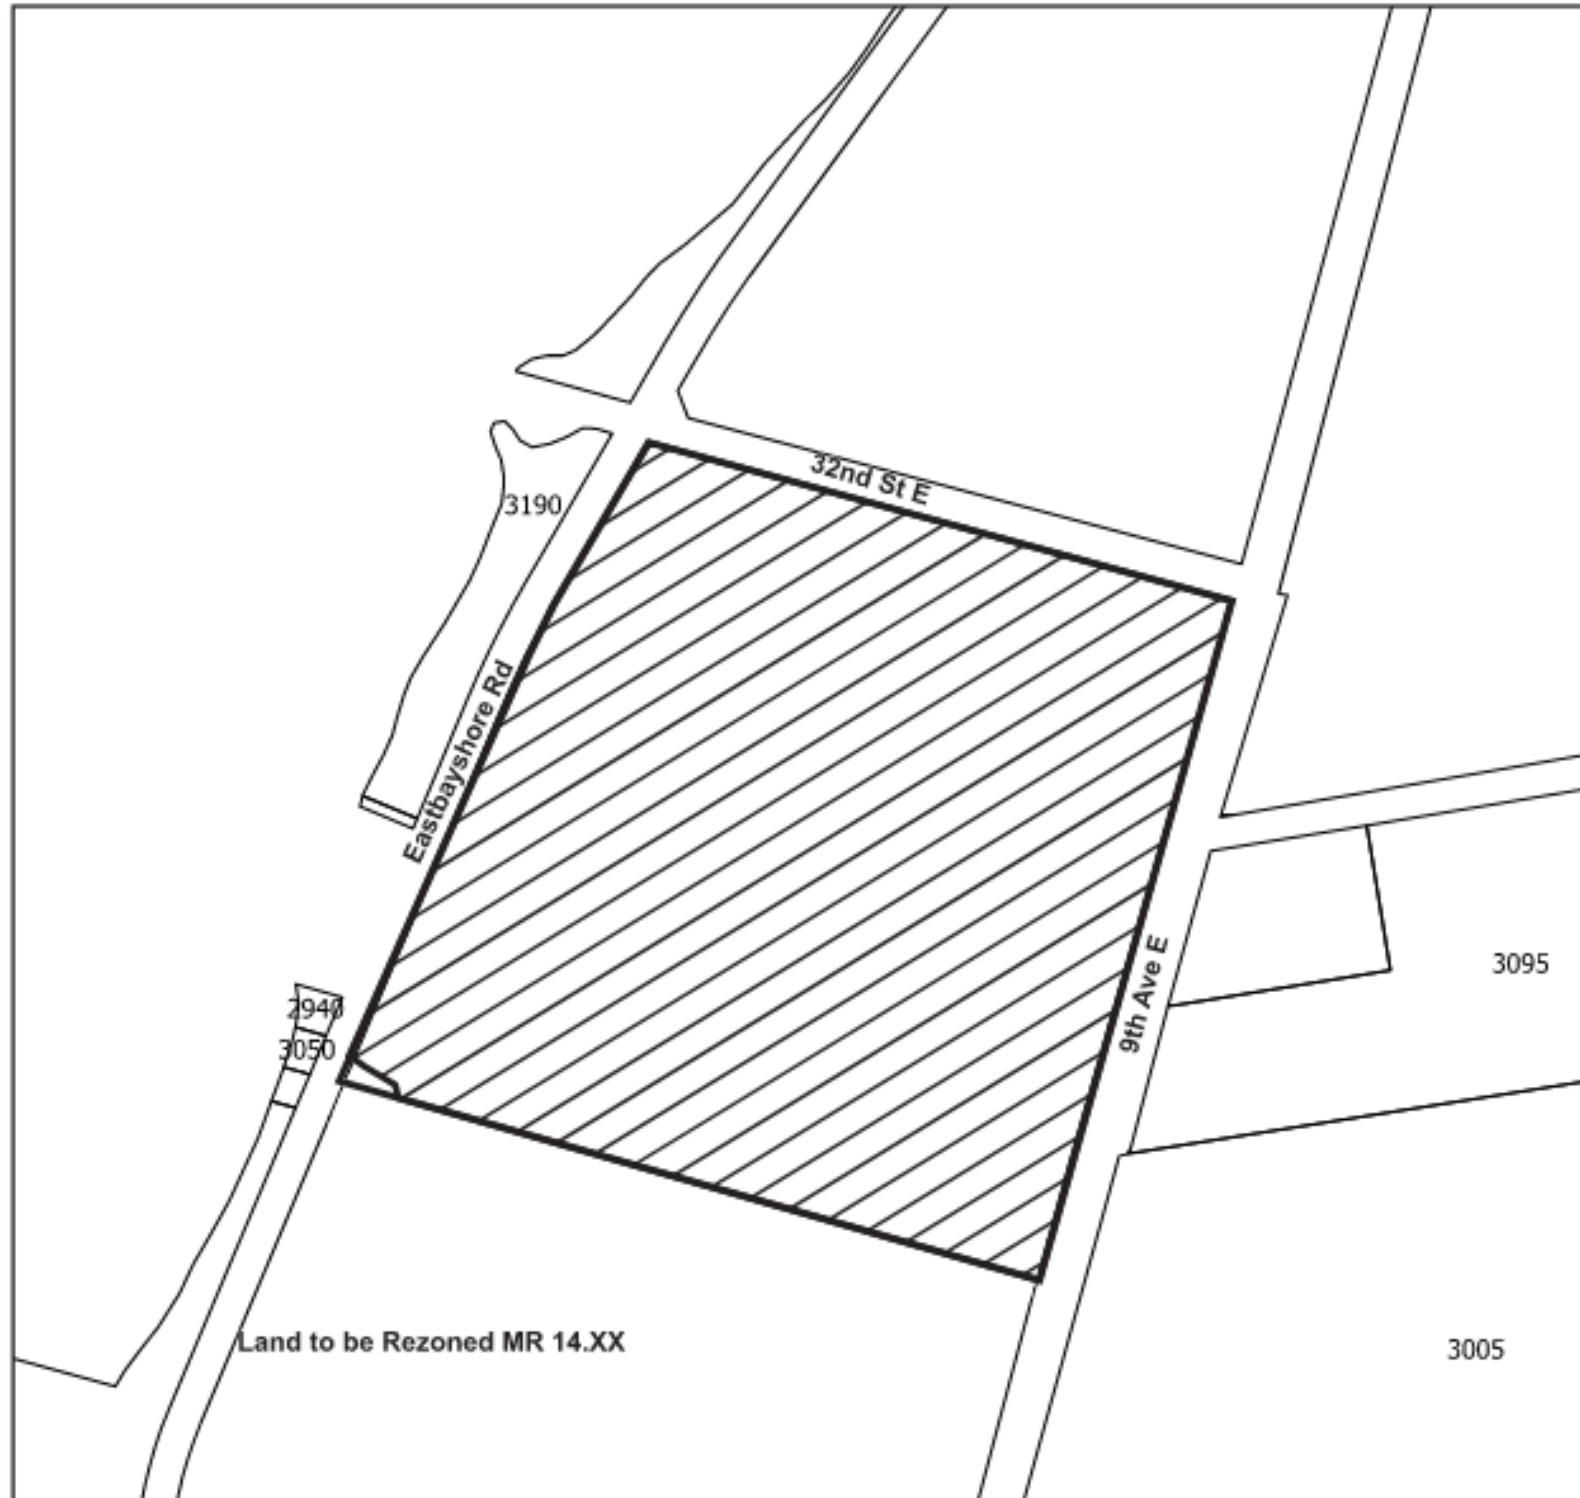 32nd St E
3190
Eastbayshore Rd
9th Ave E
3095
2940
3050
Land to be Rezoned MR 14.XX
3005